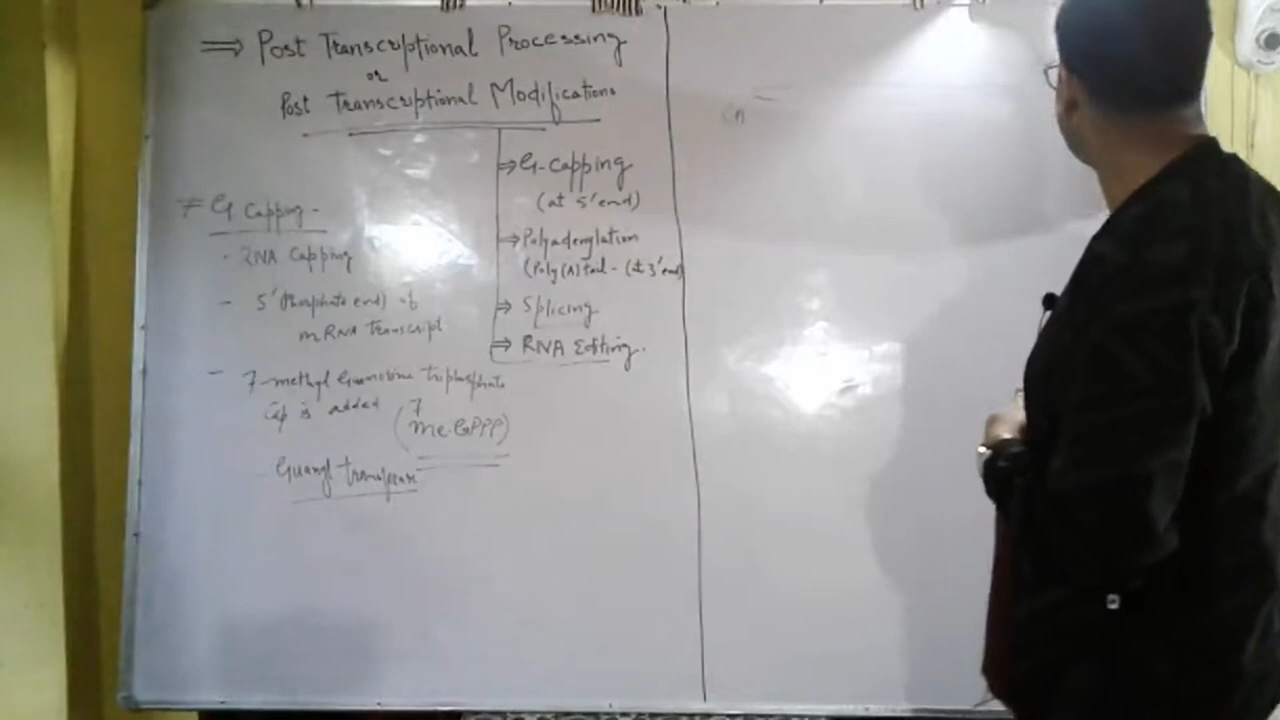 ⇒ Post Transcriptional Processing
or
Post Transcriptional Modifications
⇒ G-Capping
(at 5' end)
⇒ Polyadenylation
(Poly(A) tail - (at 3' end)
⇒ Splicing
⇒ RNA Editing.
≠ G Capping -
- RNA Capping
- 5' (Phosphate end) of
mRNA Transcript
- 7-methyl Guanosine triphosphate
Cap is added (7
me-GPPP)
- Guanyl